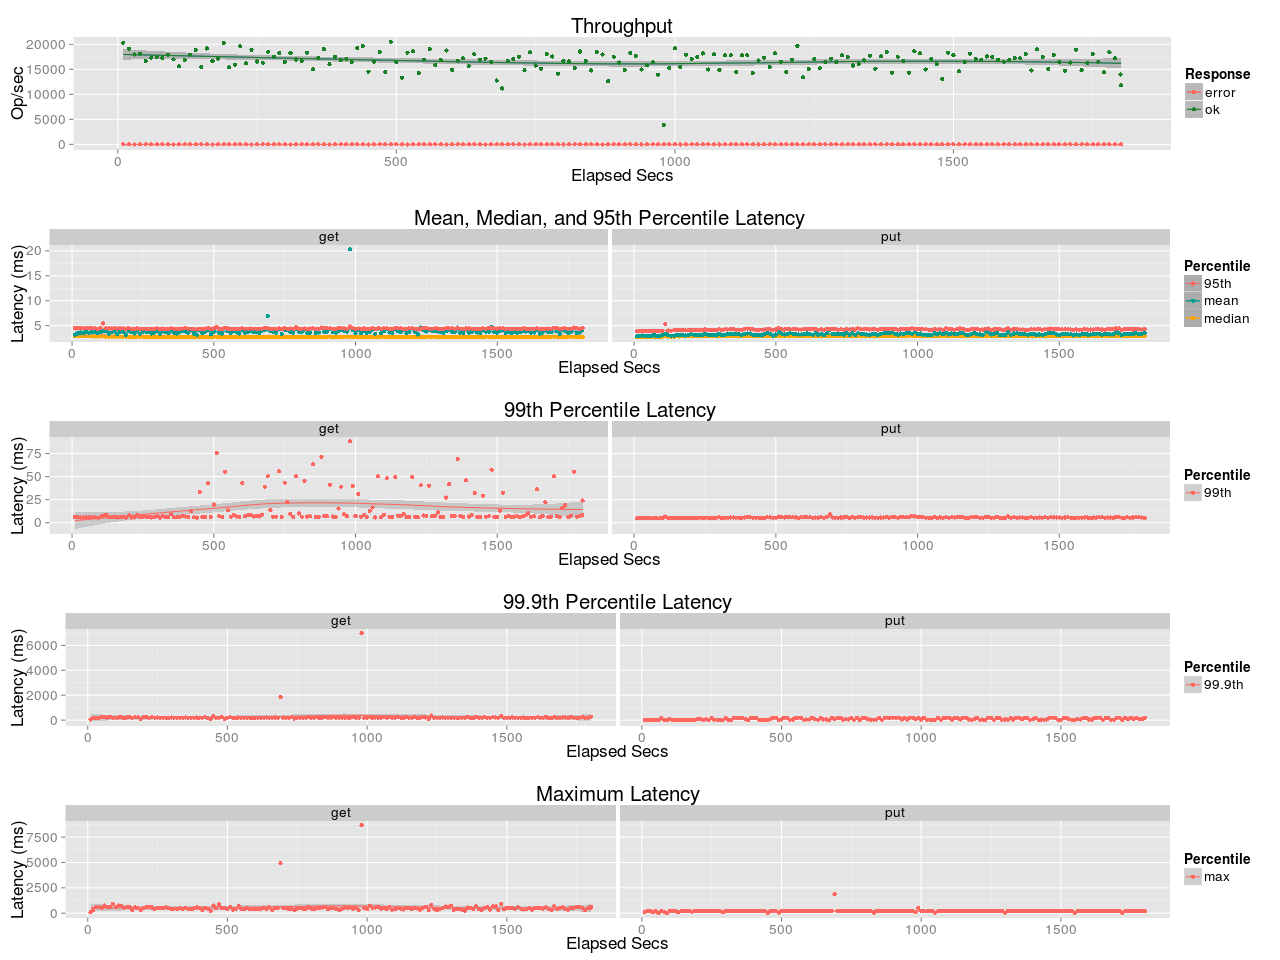 Throughput
Op/sec
20000
15000
10000
5000
0
0 500 1000 1500
Elapsed Secs
Response
error
ok
Mean, Median, and 95th Percentile Latency
get put
Latency (ms)
20
15
10
5
0 500 1000 1500 0 500 1000 1500
Elapsed Secs
Percentile
95th
mean
median
99th Percentile Latency
get put
Latency (ms)
75
50
25
0
0 500 1000 1500 0 500 1000 1500
Elapsed Secs
Percentile
99th
99.9th Percentile Latency
get put
Latency (ms)
6000
4000
2000
0
0 500 1000 1500 0 500 1000 1500
Elapsed Secs
Percentile
99.9th
Maximum Latency
get put
Latency (ms)
7500
5000
2500
0
0 500 1000 1500 0 500 1000 1500
Elapsed Secs
Percentile
max